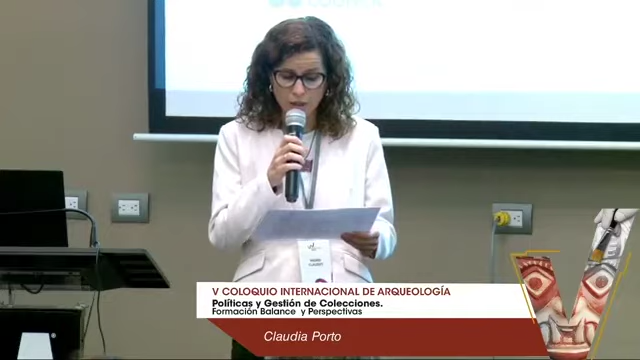 V COLOQUIO INTERNACIONAL DE ARQUEOLOGÍA
Políticas y Gestión de Colecciones.
Formación Balance y Perspectivas
Claudia Porto